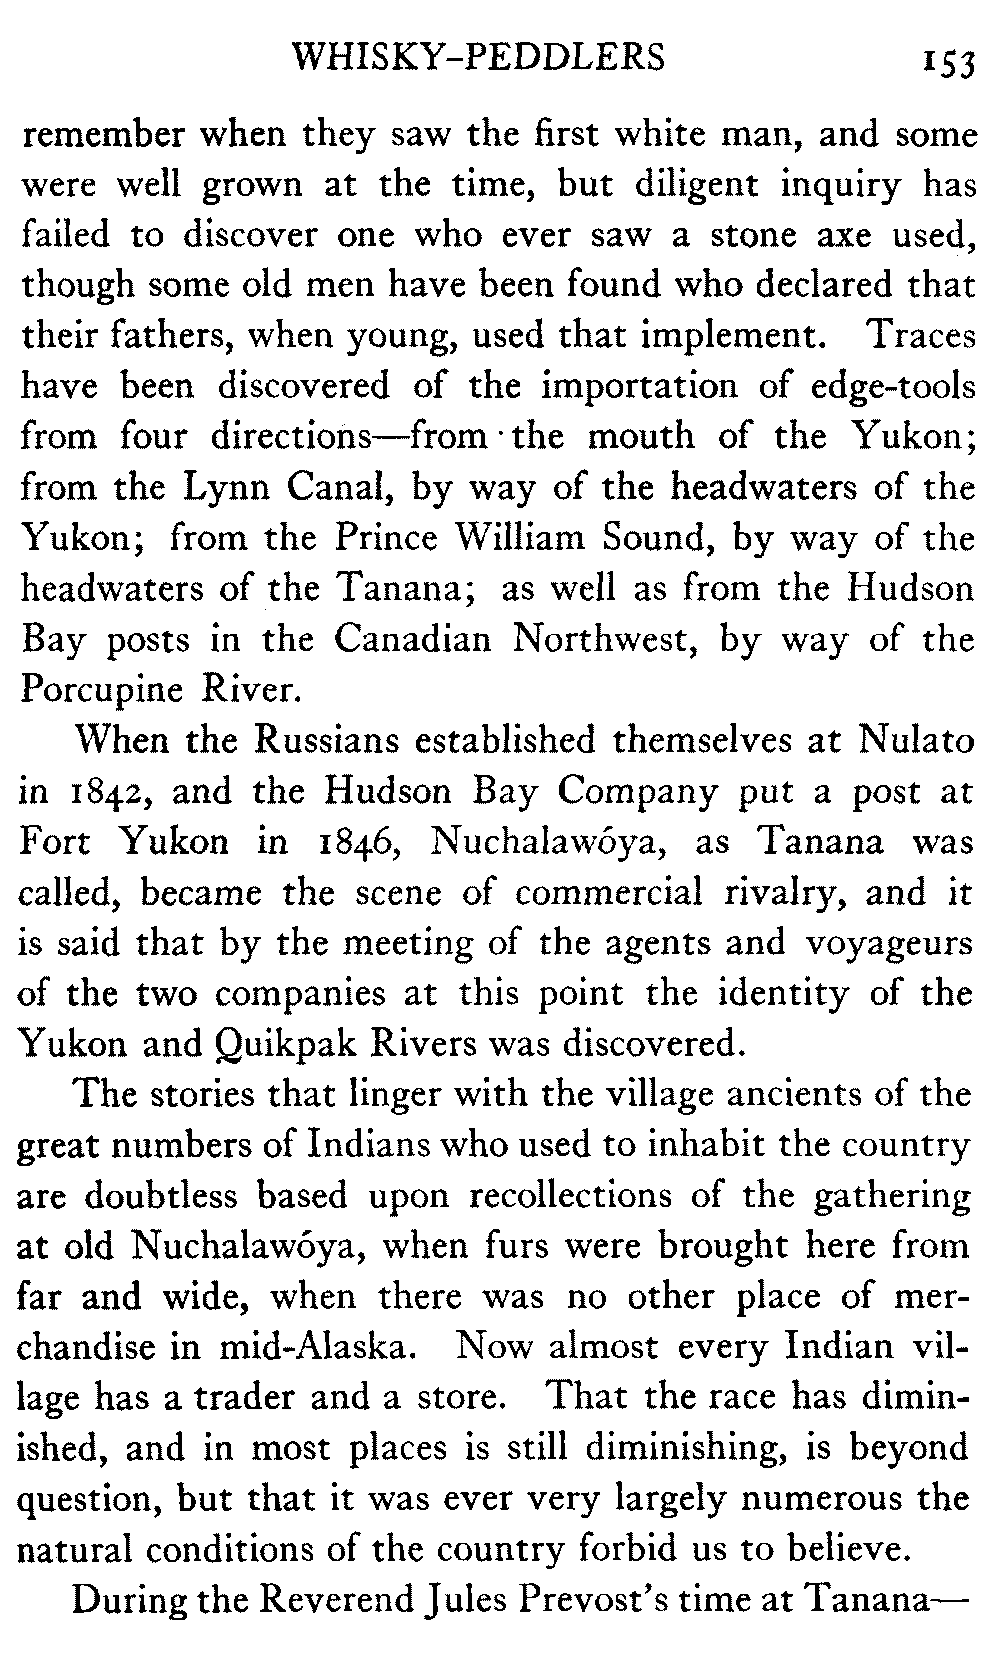 WHISKY-PEDDLERS 153
remember when they saw the first white man, and some
were well grown at the time, but diligent inquiry has
failed to discover one who ever saw a stone axe used,
though some old men have been found who declared that
their fathers, when young, used that implement. Traces
have been discovered of the importation of edge-tools
from four directions—from the mouth of the Yukon;
from the Lynn Canal, by way of the headwaters of the
Yukon; from the Prince William Sound, by way of the
headwaters of the Tanana; as well as from the Hudson
Bay posts in the Canadian Northwest, by way of the
Porcupine River.
When the Russians established themselves at Nulato
in 1842, and the Hudson Bay Company put a post at
Fort Yukon in 1846, Nuchalawóya, as Tanana was
called, became the scene of commercial rivalry, and it
is said that by the meeting of the agents and voyageurs
of the two companies at this point the identity of the
Yukon and Quikpak Rivers was discovered.
The stories that linger with the village ancients of the
great numbers of Indians who used to inhabit the country
are doubtless based upon recollections of the gathering
at old Nuchalawóya, when furs were brought here from
far and wide, when there was no other place of mer-
chandise in mid-Alaska. Now almost every Indian vil-
lage has a trader and a store. That the race has dimin-
ished, and in most places is still diminishing, is beyond
question, but that it was ever very largely numerous the
natural conditions of the country forbid us to believe.
During the Reverend Jules Prevost's time at Tanana—